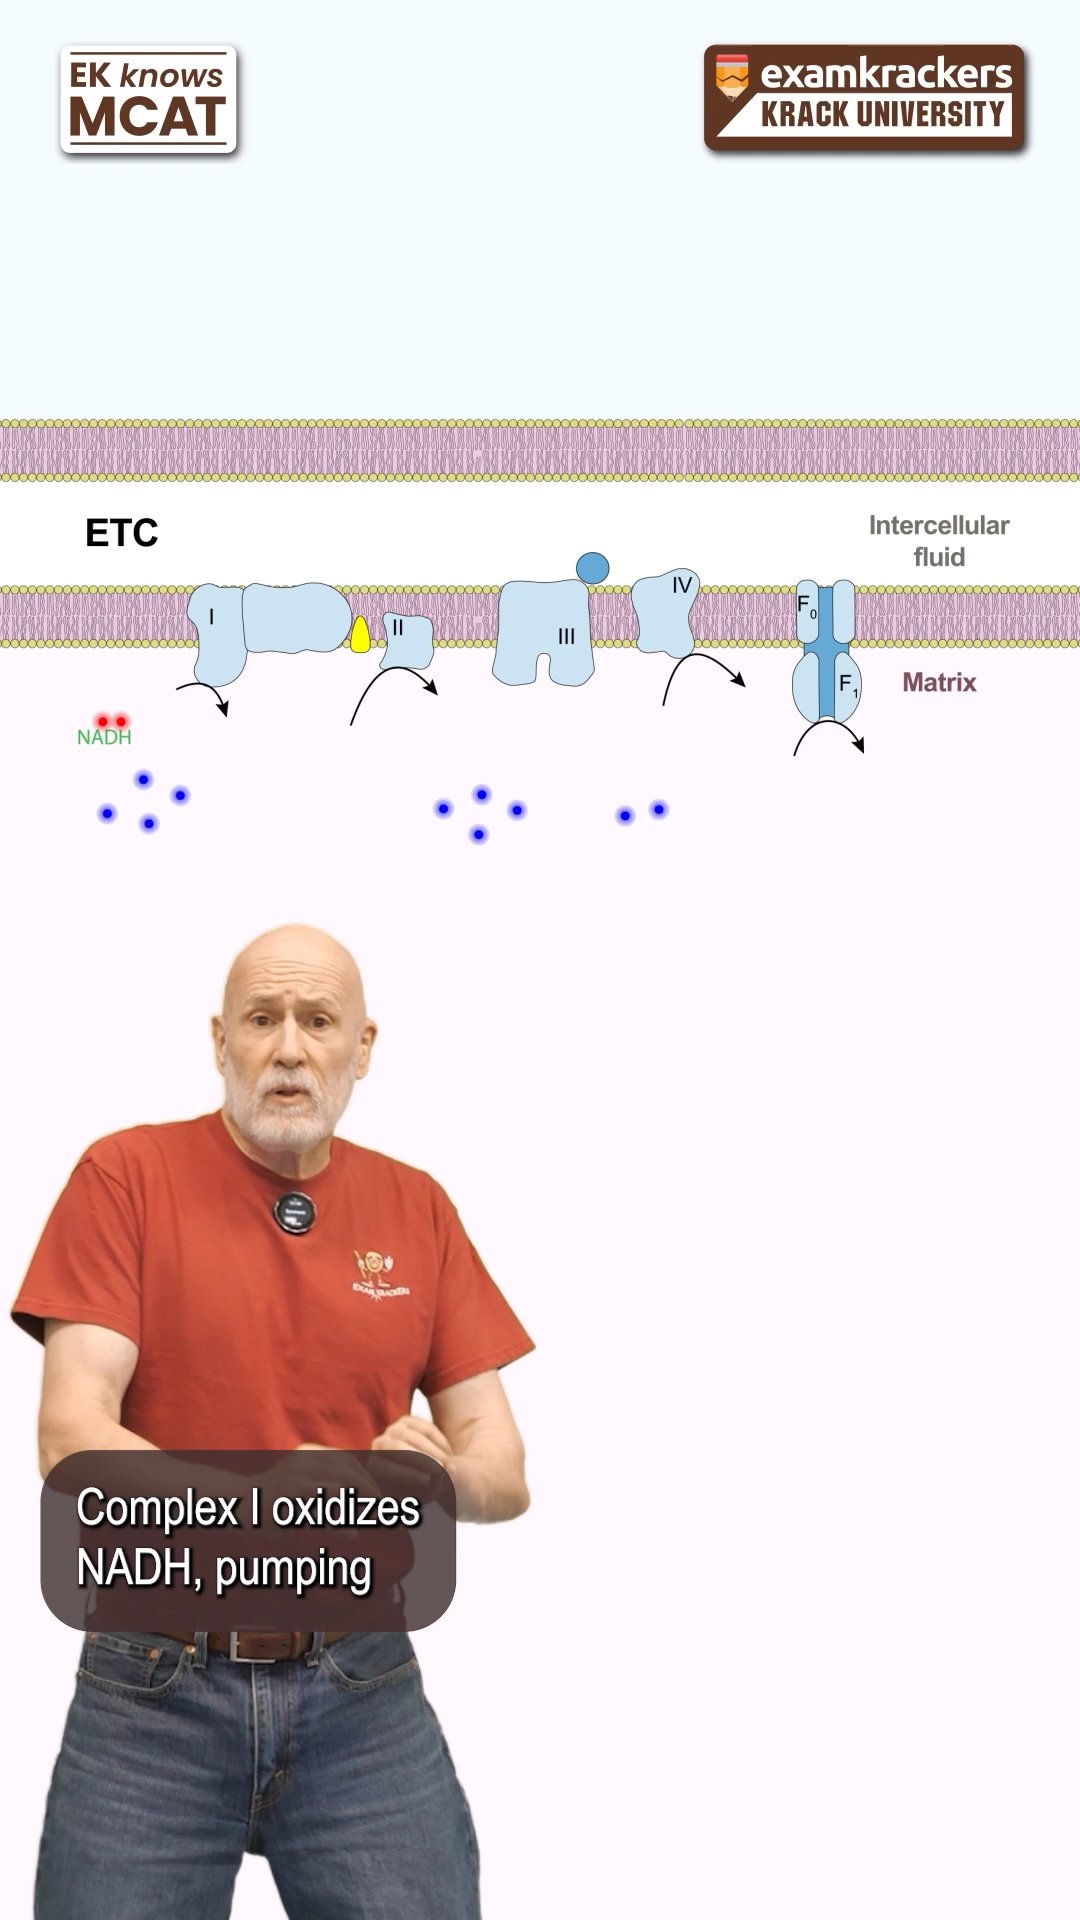 EK knows
MCAT
examkrackers
KRACK UNIVERSITY
ETC
Intercellular
fluid
I
II
III
IV
F0
F1
Matrix
NADH
EXAMKRACKERS
Complex I oxidizes
NADH, pumping